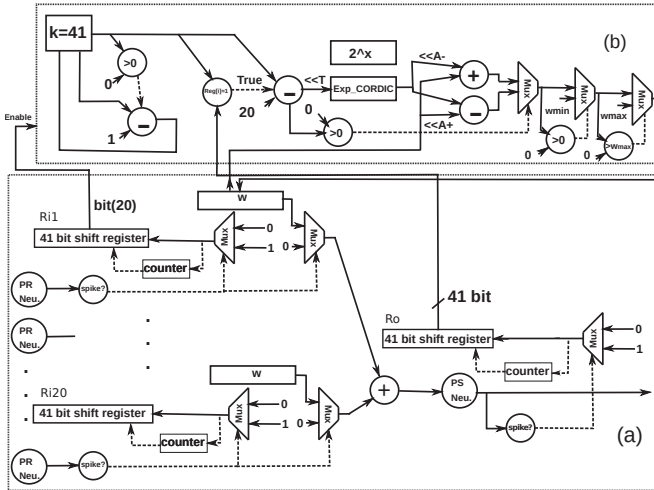 k=41
>0
0
1
Enable
Reg[i]=1
True
20
<<T
2^x
Exp_CORDIC
0
>0
<<A-
<<A+
+
-
Mux
wmin
>0
0
Mux
wmax
>Wmax
0
Mux
(b)
bit(20)
Ri1
41 bit shift register
counter
w
Mux
0
1
0
Mux
PR
Neu.
spike?
PR
Neu.
41 bit
Ro
41 bit shift register
counter
Mux
0
1
Ri20
41 bit shift register
counter
w
Mux
0
1
0
Mux
+
PS
Neu.
spike?
PR
Neu.
spike?
(a)